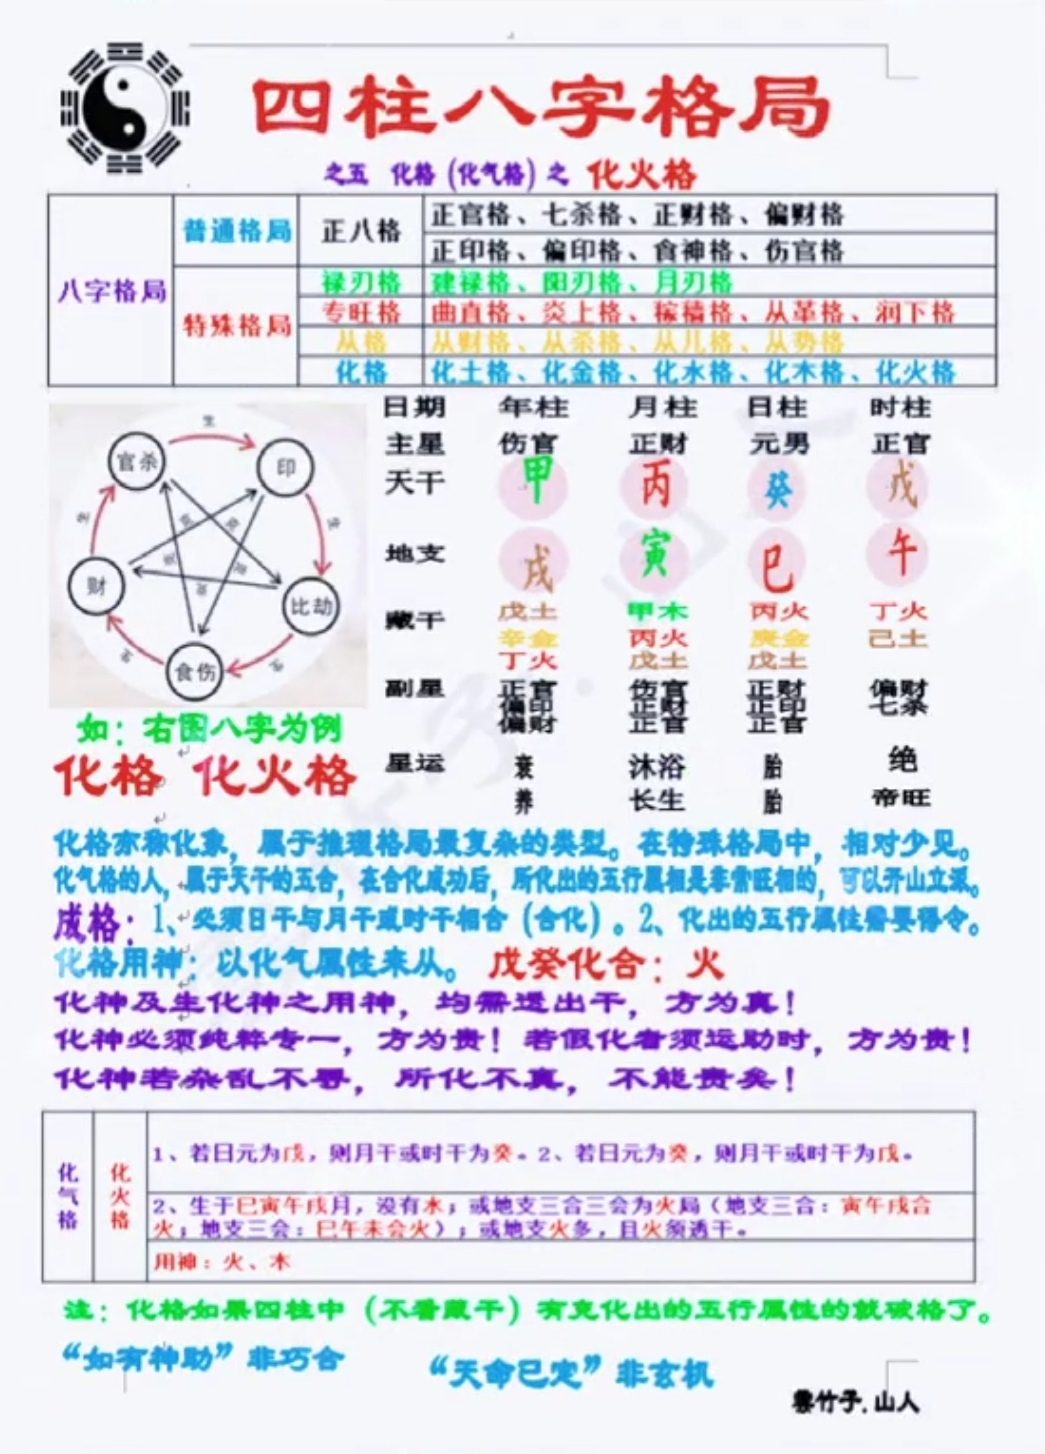 四柱八字格局
之五 化格（化气格）之 化火格
八字格局
普通格局
正八格
正官格、七杀格、正财格、偏财格
正印格、偏印格、食神格、伤官格
特殊格局
禄刃格
建禄格、阳刃格、月刃格
专旺格
曲直格、炎上格、稼穑格、从革格、润下格
从格
从财格、从杀格、从儿格、从势格
化格
化土格、化金格、化水格、化木格、化火格
官杀
印
比劫
食伤
财
生
生
生
生
生
克
克
克
克
克
日期 年柱 月柱 日柱 时柱
主星 伤官 正财 元男 正官
天干 甲 丙 癸 戊
地支 戌 寅 巳 午
藏干 戊土 甲木 丙火 丁火
辛金 丙火 庚金 己土
丁火 戊土 戊土
副星 正官 伤官 正财 偏财
偏印 正财 正印 七杀
偏财 正官 正官
星运 衰 沐浴 胎 绝
养 长生 胎 帝旺
如：右图八字为例
化格 化火格
化格亦称化象，属于推理格局最复杂的类型。在特殊格局中，相对少见。
化气格的人，属于天干的五合，在合化成功后，所化出的五行属相是非常旺相的，可以开山立派。
成格：1、必须日干与月干或时干相合（合化）。2、化出的五行属性需要得令。
化格用神：以化气属性来从。戊癸化合：火
化神及生化神之用神，均需透出干，方为真！
化神必须纯粹专一，方为贵！若假化者须运助时，方为贵！
化神若杂乱不寻，所化不真，不能贵矣！
化气格
化火格
1、若日元为戊，则月干或时干为癸。2、若日元为癸，则月干或时干为戊。
2、生于巳寅午戌月，没有水；或地支三合三会为火局（地支三合：寅午戌合
火；地支三会：巳午未会火）；或地支火多，且火须透干。
用神：火、木
注：化格如果四柱中（不看藏干）有克化出的五行属性的就破格了。
“如有神助”非巧合
“天命已定”非玄机
云竹子.山人